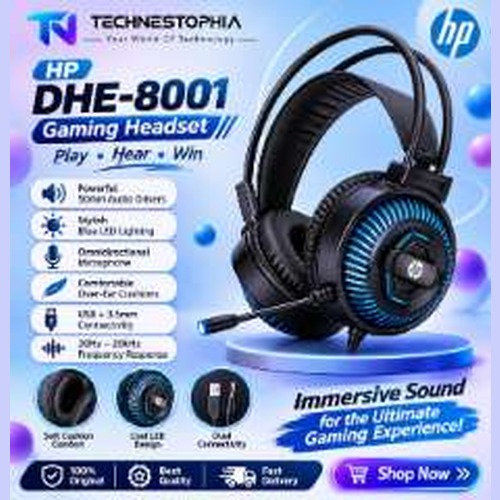 TECHNESTOPHIA
Your World Of Technology
hp
HP
DHE-8001
Gaming Headset
Play • Hear • Win
Powerful
50mm Audio Drivers
Stylish
Blue LED Lighting
Omnidirectional
Microphone
Comfortable
Over-Ear Cushions
USB + 3.5mm
Connectivity
20Hz – 20kHz
Frequency Response
Soft Cushion
Comfort
Cool LED
Design
Dual
Connectivity
Immersive Sound
for the Ultimate
Gaming Experience!
100%
Original
Best
Quality
Fast
Delivery
Shop Now